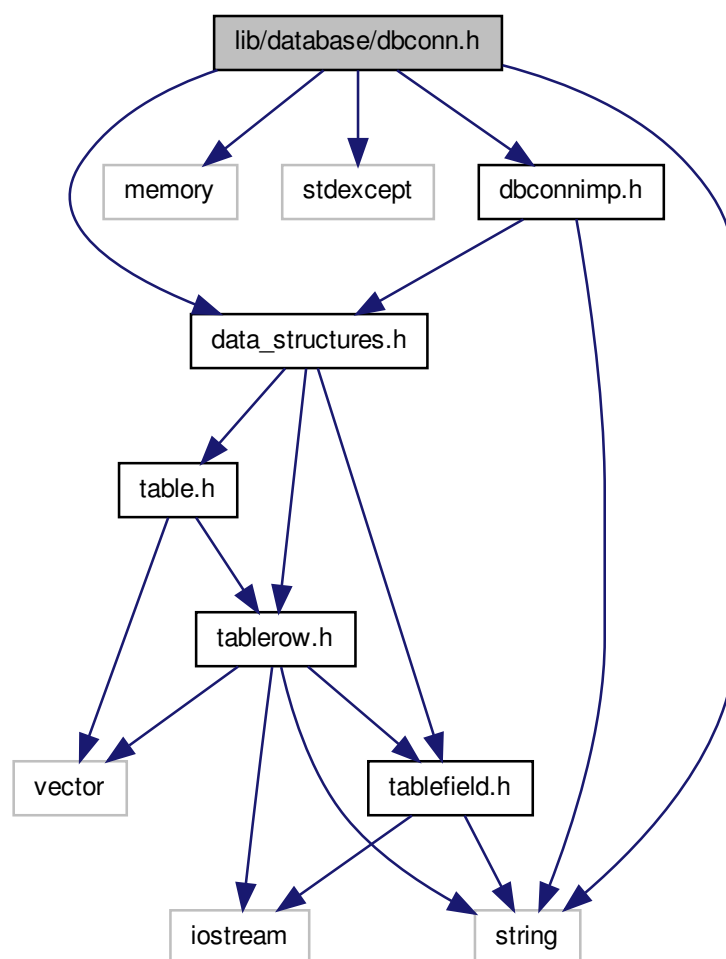 lib/database/dbconn.h
memory
stdexcept
dbconnimp.h
data_structures.h
table.h
tablerow.h
vector
tablefield.h
iostream
string